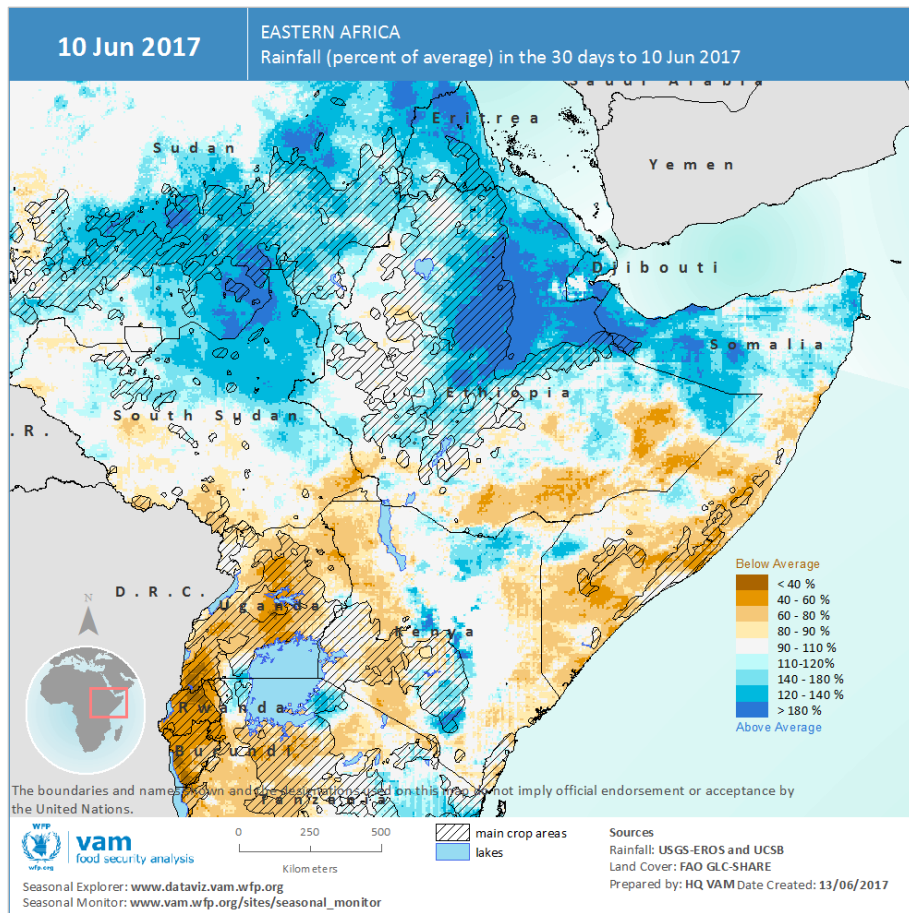 10 Jun 2017
EASTERN AFRICA
Rainfall (percent of average) in the 30 days to 10 Jun 2017
Saudi Arabia
Eritrea
Sudan
Yemen
Djibouti
Somalia
Ethiopia
South Sudan
.R.
Below Average
< 40 %
40 - 60 %
60 - 80 %
80 - 90 %
90 - 110 %
110-120%
140 - 180 %
120 - 140 %
> 180 %
Above Average
D.R.C.
N
Uganda
Kenya
Rwanda
Burundi
Tanzania
The boundaries and names shown and the designations used on this map do not imply official endorsement or acceptance by
the United Nations.
WFP
wfp.org
vam
food security analysis
0 250 500
Kilometers
main crop areas
lakes
Sources
Rainfall: USGS-EROS and UCSB
Land Cover: FAO GLC-SHARE
Prepared by: HQ VAM Date Created: 13/06/2017
Seasonal Explorer: www.dataviz.vam.wfp.org
Seasonal Monitor: www.vam.wfp.org/sites/seasonal_monitor